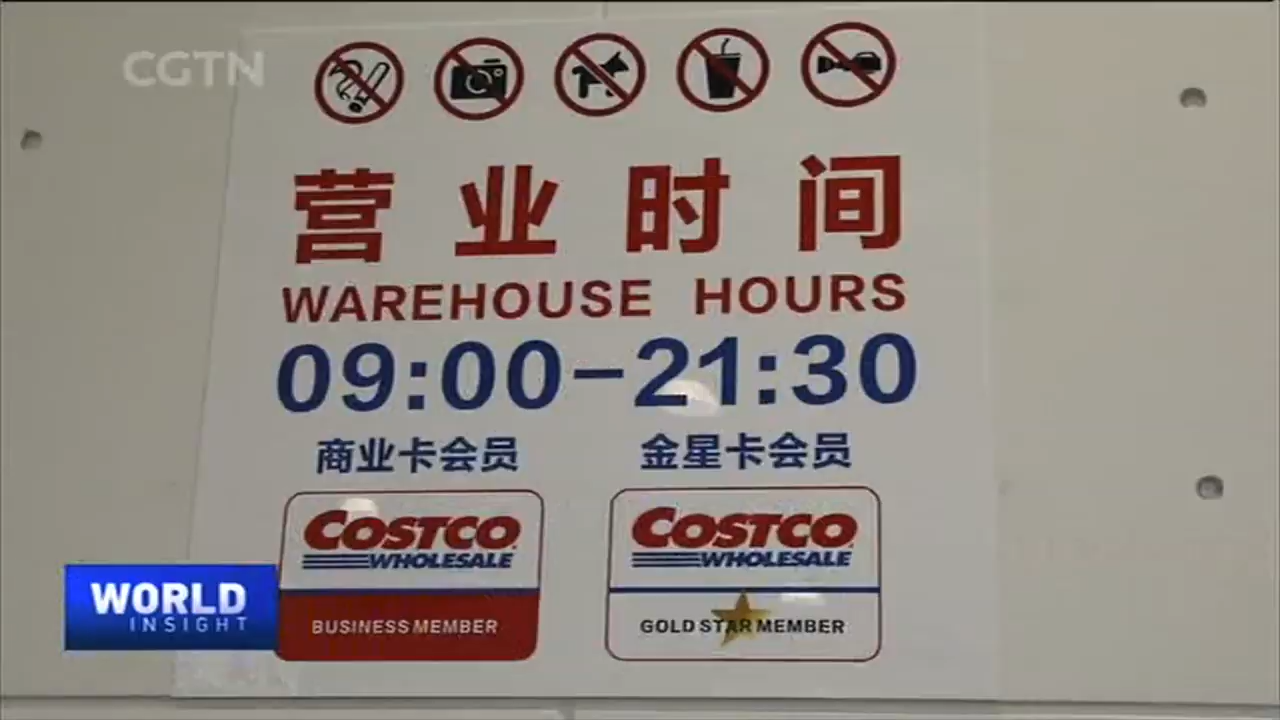 CGTN
营业时间
WAREHOUSE HOURS
09:00-21:30
商业卡会员 金星卡会员
COSTCO COSTCO
WHOLESALE WHOLESALE
BUSINESS MEMBER GOLD STAR MEMBER
WORLD
INSIGHT